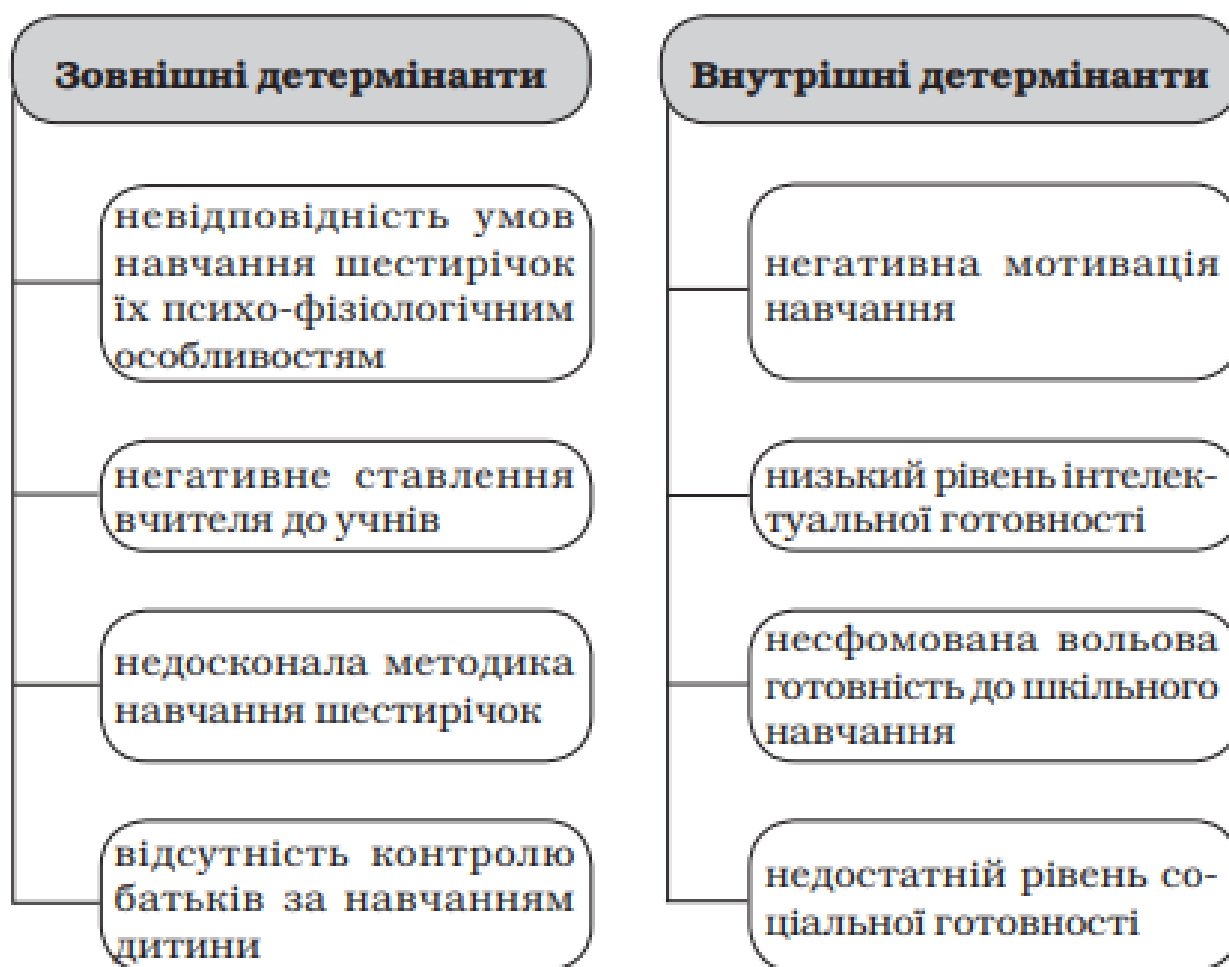 Зовнішні детермінанти
невідповідність умов
навчання шестирічок
їх психо-фізіологічним
особливостям
негативне ставлення
вчителя до учнів
недосконала методика
навчання шестирічок
відсутність контролю
батьків за навчанням
дитини
Внутрішні детермінанти
негативна мотивація
навчання
низький рівень інтелек-
туальної готовності
несфомована вольова
готовність до шкільного
навчання
недостатній рівень со-
ціальної готовності